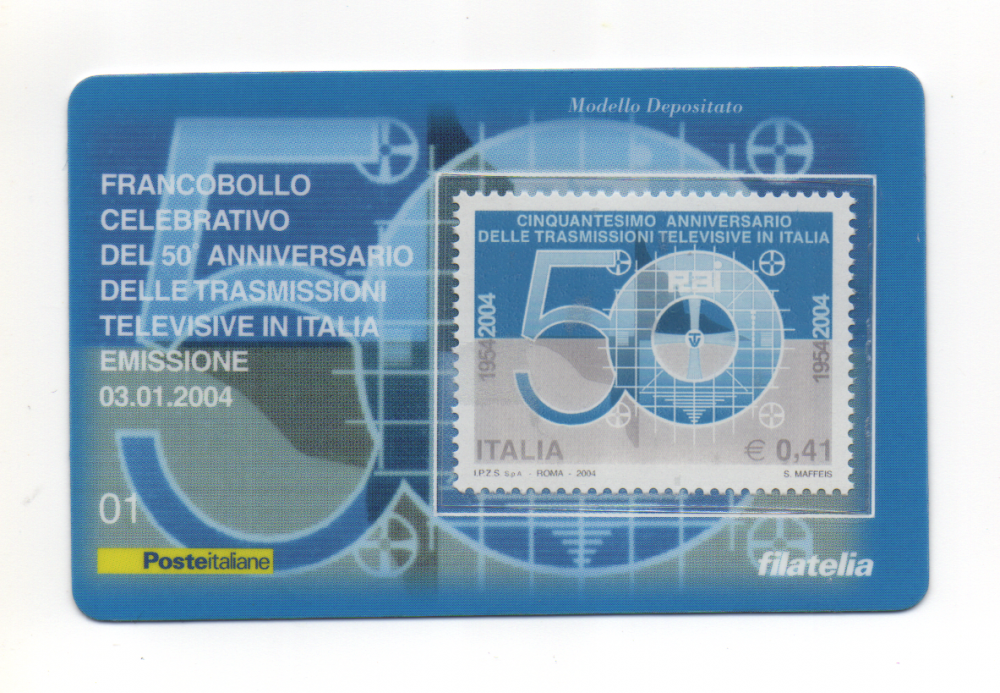 Modello Depositato
FRANCOBOLLO
CELEBRATIVO
DEL 50° ANNIVERSARIO
DELLE TRASMISSIONI
TELEVISIVE IN ITALIA
EMISSIONE
03.01.2004
01
Posteitaliane
CINQUANTESIMO ANNIVERSARIO
DELLE TRASMISSIONI TELEVISIVE IN ITALIA
50
Rai
1954 2004
1954 2004
ITALIA
€ 0,41
I.P.Z.S. S.p.A. - ROMA - 2004
S. MAFFEIS
filatelia